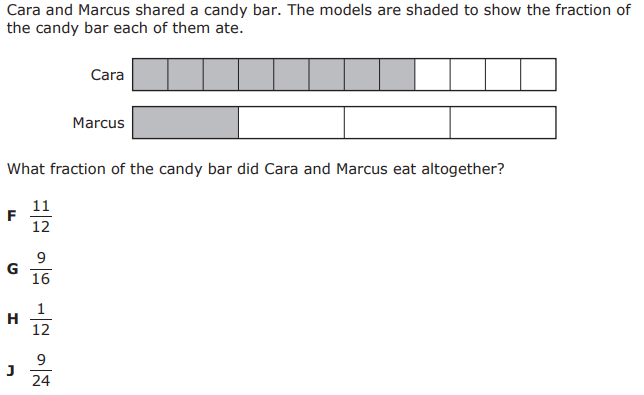 Cara and Marcus shared a candy bar. The models are shaded to show the fraction of
the candy bar each of them ate.
Cara
Marcus
What fraction of the candy bar did Cara and Marcus eat altogether?
F 11/12
G 9/16
H 1/12
J 9/24